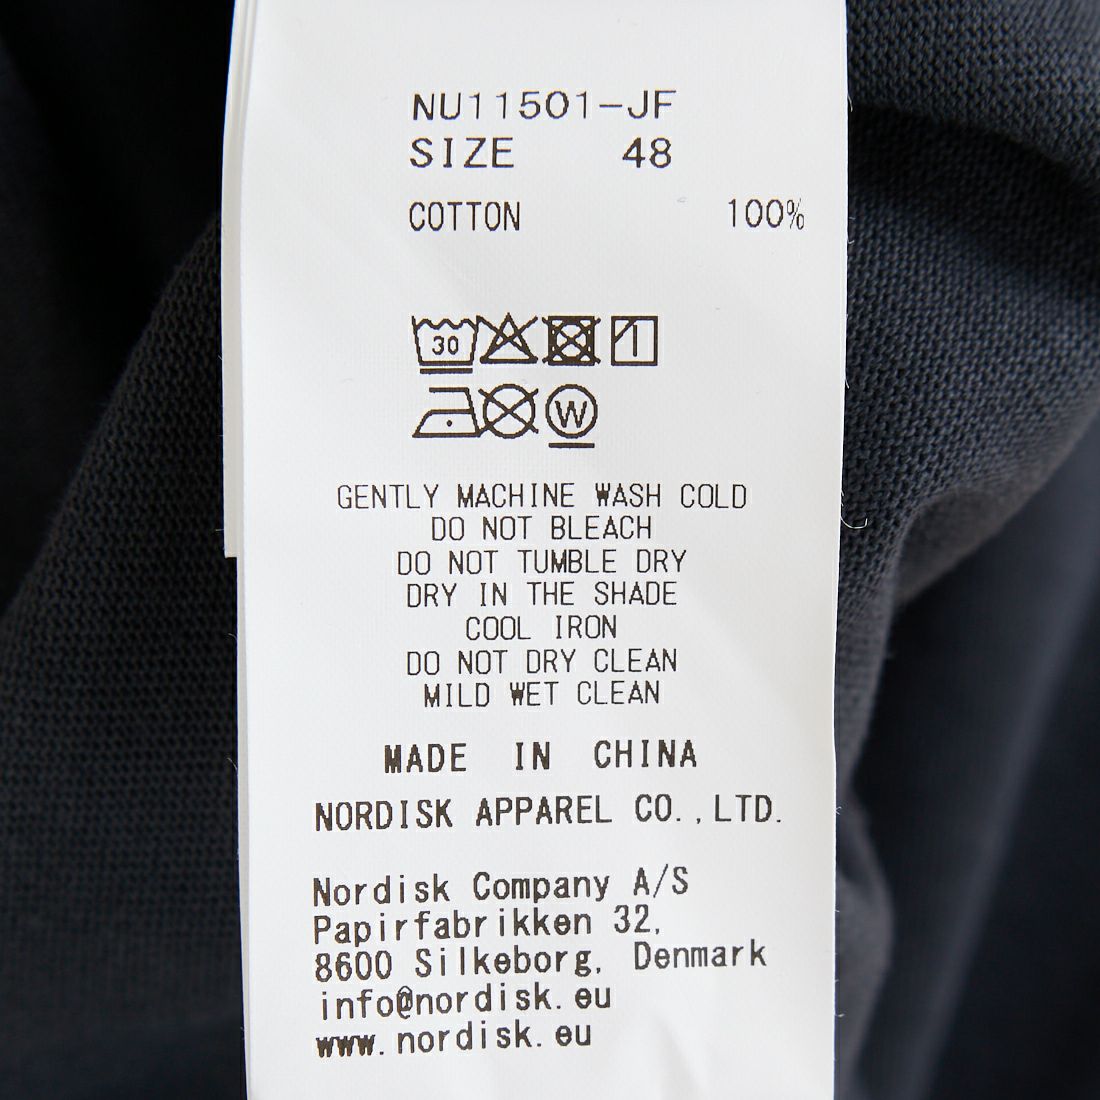 NU11501-JF
SIZE 48
COTTON 100%
30
W
GENTLY MACHINE WASH COLD
DO NOT BLEACH
DO NOT TUMBLE DRY
DRY IN THE SHADE
COOL IRON
DO NOT DRY CLEAN
MILD WET CLEAN
MADE IN CHINA
NORDISK APPAREL CO.,LTD.
Nordisk Company A/S
Papirfabrikken 32,
8600 Silkeborg, Denmark
info@nordisk.eu
www.nordisk.eu